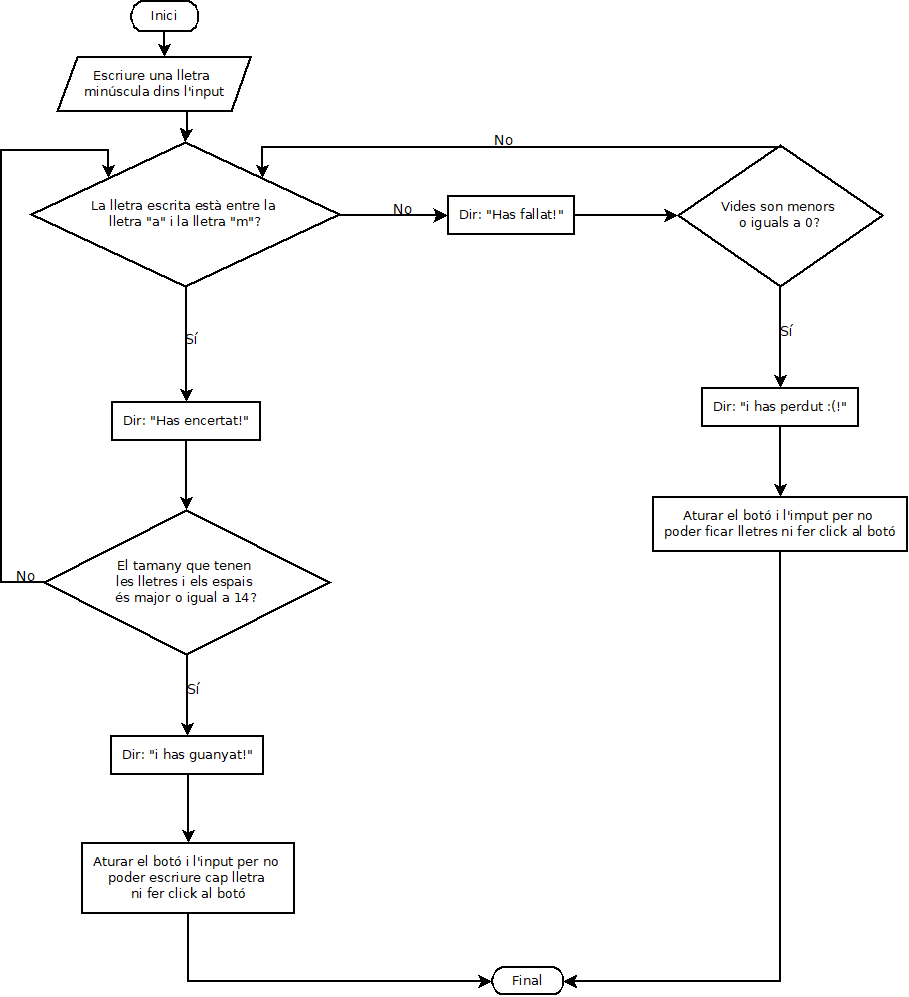 Inici
Escriure una lletra
minúscula dins l'input
No
La lletra escrita està entre la
lletra "a" i la lletra "m"?
No
Dir: "Has fallat!"
Vides son menors
o iguals a 0?
Sí
Sí
Dir: "Has encertat!"
Dir: "i has perdut :(!"
Aturar el botó i l'imput per no
poder ficar lletres ni fer click al botó
El tamany que tenen
les lletres i els espais
és major o igual a 14?
No
Sí
Dir: "i has guanyat!"
Aturar el botó i l'input per no
poder escriure cap lletra
ni fer click al botó
Final